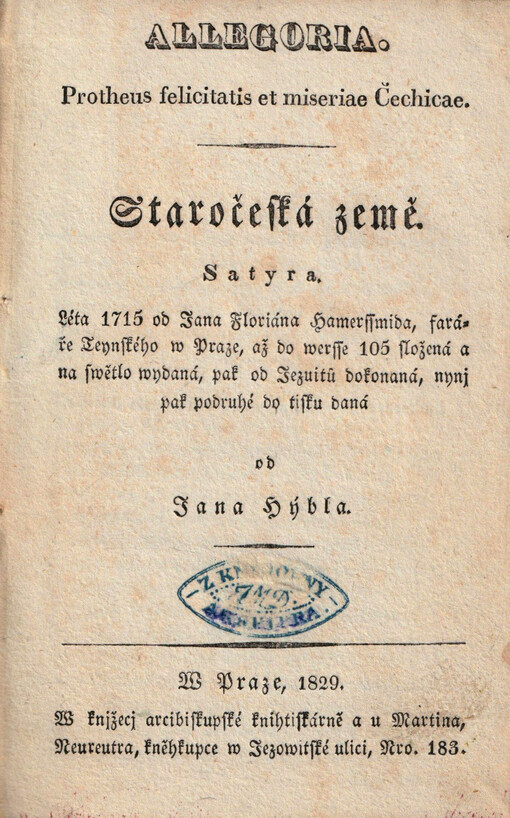 ALLEGORIA.
Protheus felicitatis et miseriae Čechicae.
Staročeſká země.
Satyra.
Léta 1715 od Jana Floriána Hamerſſmida, fará⸗
ře Teynſkého w Praze, až do werſſe 105 ſložená a
na ſwětlo wydaná, pak od Jezuitů dokonaná, nynj
pak podruhé do tiſku daná
od
Jana Hýbla.
W Praze, 1829.
W knjžecj arcibiſkupſké knihtiſkárně a u Martina,
Neureutra, kněhkupce w Jezowitſké ulici, Nro. 183.